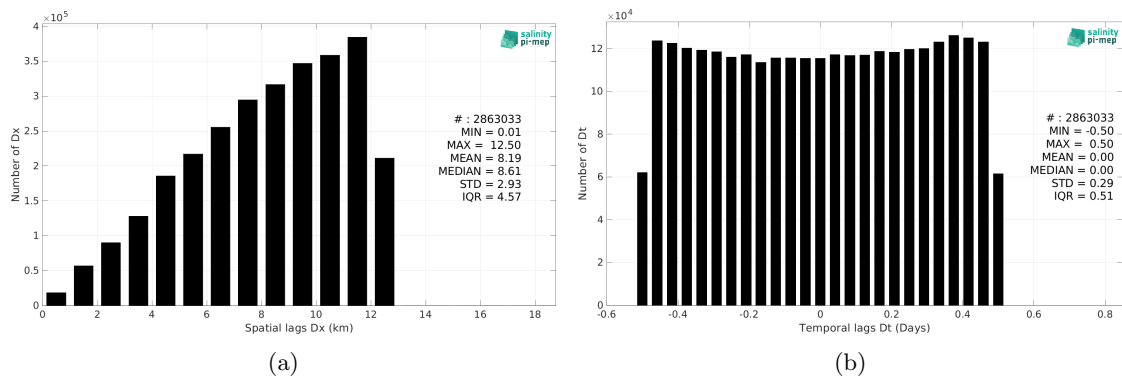 ×10⁵
4
3.5
3
2.5
2
1.5
1
0.5
0
Number of Dx
salinity
pi-mep
# : 2863033
MIN = 0.01
MAX = 12.50
MEAN = 8.19
MEDIAN = 8.61
STD = 2.93
IQR = 4.57
0 2 4 6 8 10 12 14 16 18
Spatial lags Dx (km)
(a)
×10⁴
12
10
8
6
4
2
0
Number of Dt
salinity
pi-mep
# : 2863033
MIN = -0.50
MAX = 0.50
MEAN = 0.00
MEDIAN = 0.00
STD = 0.29
IQR = 0.51
-0.6 -0.4 -0.2 0 0.2 0.4 0.6 0.8
Temporal lags Dt (Days)
(b)